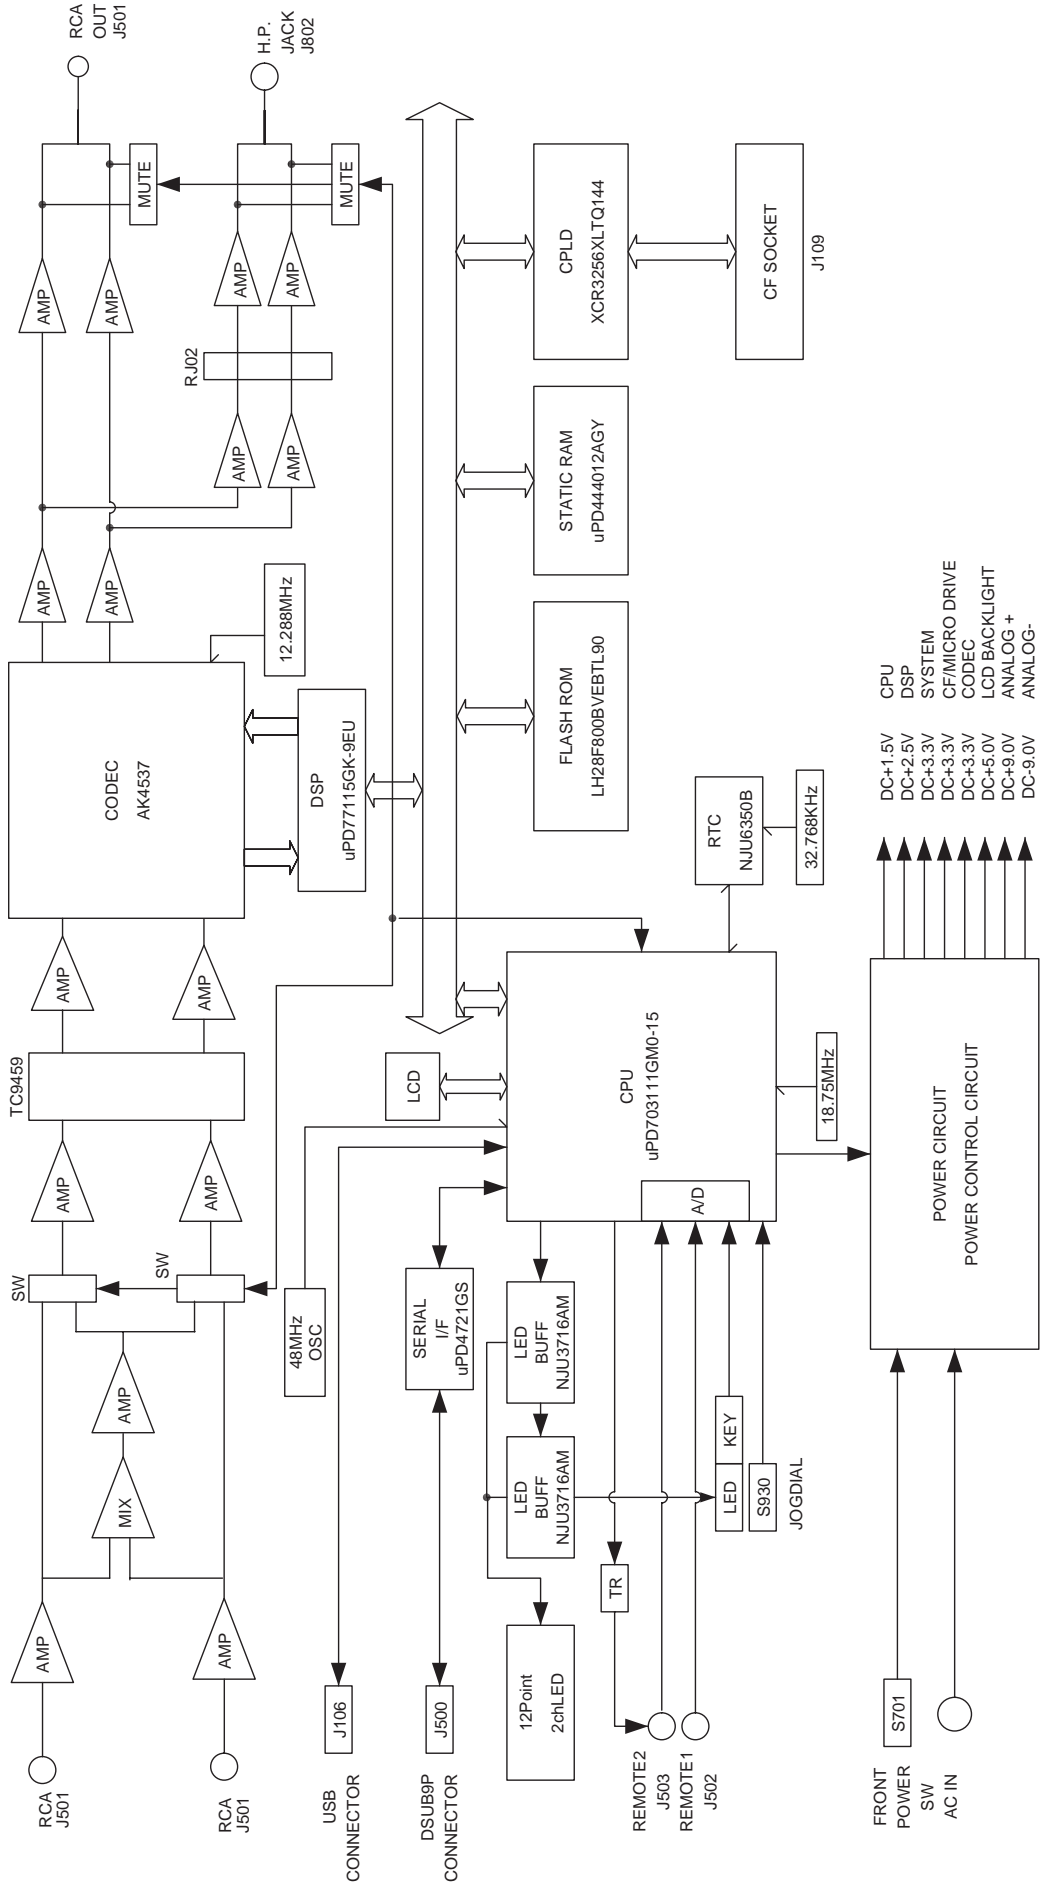 RCA
J501
RCA
J501
AMP
AMP
MIX
AMP
SW
SW
AMP
AMP
TC9459
AMP
AMP
CODEC
AK4537
12.288MHz
DSP
uPD77115GK-9EU
AMP
AMP
AMP
AMP
RJ02
AMP
AMP
AMP
AMP
MUTE
MUTE
RCA
OUT
J501
H.P.
JACK
J802
USB
CONNECTOR
J106
48MHz
OSC
DSUB9P
CONNECTOR
J500
SERIAL
I/F
uPD4721GS
LCD
12Point
2chLED
LED
BUFF
NJU3716AM
LED
BUFF
NJU3716AM
CPU
uPD703111GM0-15
A/D
TR
REMOTE2
J503
REMOTE1
J502
LED
KEY
S930
JOGDIAL
18.75MHz
RTC
NJU6350B
32.768KHz
FLASH ROM
LH28F800BVEBTL90
STATIC RAM
uPD444012AGY
CPLD
XCR3256XLTQ144
CF SOCKET
J109
FRONT
POWER
SW
S701
AC IN
POWER CIRCUIT
POWER CONTROL CIRCUIT
DC+1.5V CPU
DC+2.5V DSP
DC+3.3V SYSTEM
DC+3.3V CF/MICRO DRIVE
DC+3.3V CODEC
DC+5.0V LCD BACKLIGHT
DC+9.0V ANALOG +
DC-9.0V ANALOG-